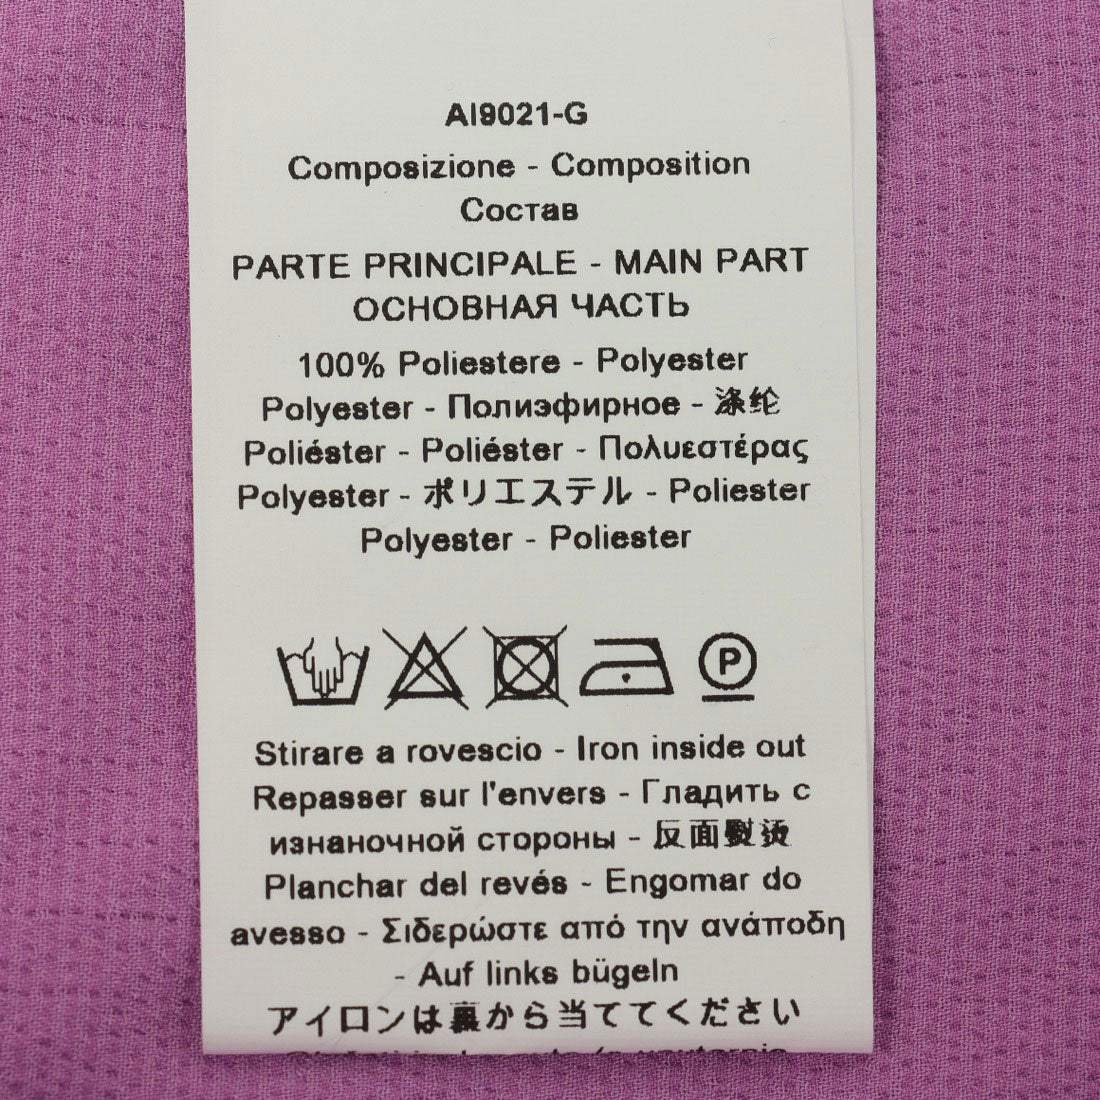 AI9021-G
Composizione - Composition
Состав
PARTE PRINCIPALE - MAIN PART
ОСНОВНАЯ ЧАСТЬ
100% Poliestere - Polyester
Polyester - Полиэфирное - 涤纶
Poliéster - Poliéster - Πολυεστέρας
Polyester - ポリエステル - Poliester
Polyester - Poliester
P
Stirare a rovescio - Iron inside out
Repasser sur l'envers - Гладить с
изнаночной стороны - 反面熨烫
Planchar del revés - Engomar do
avesso - Σιδερώστε από την ανάποδη
- Auf links bügeln
アイロンは裏から当ててください